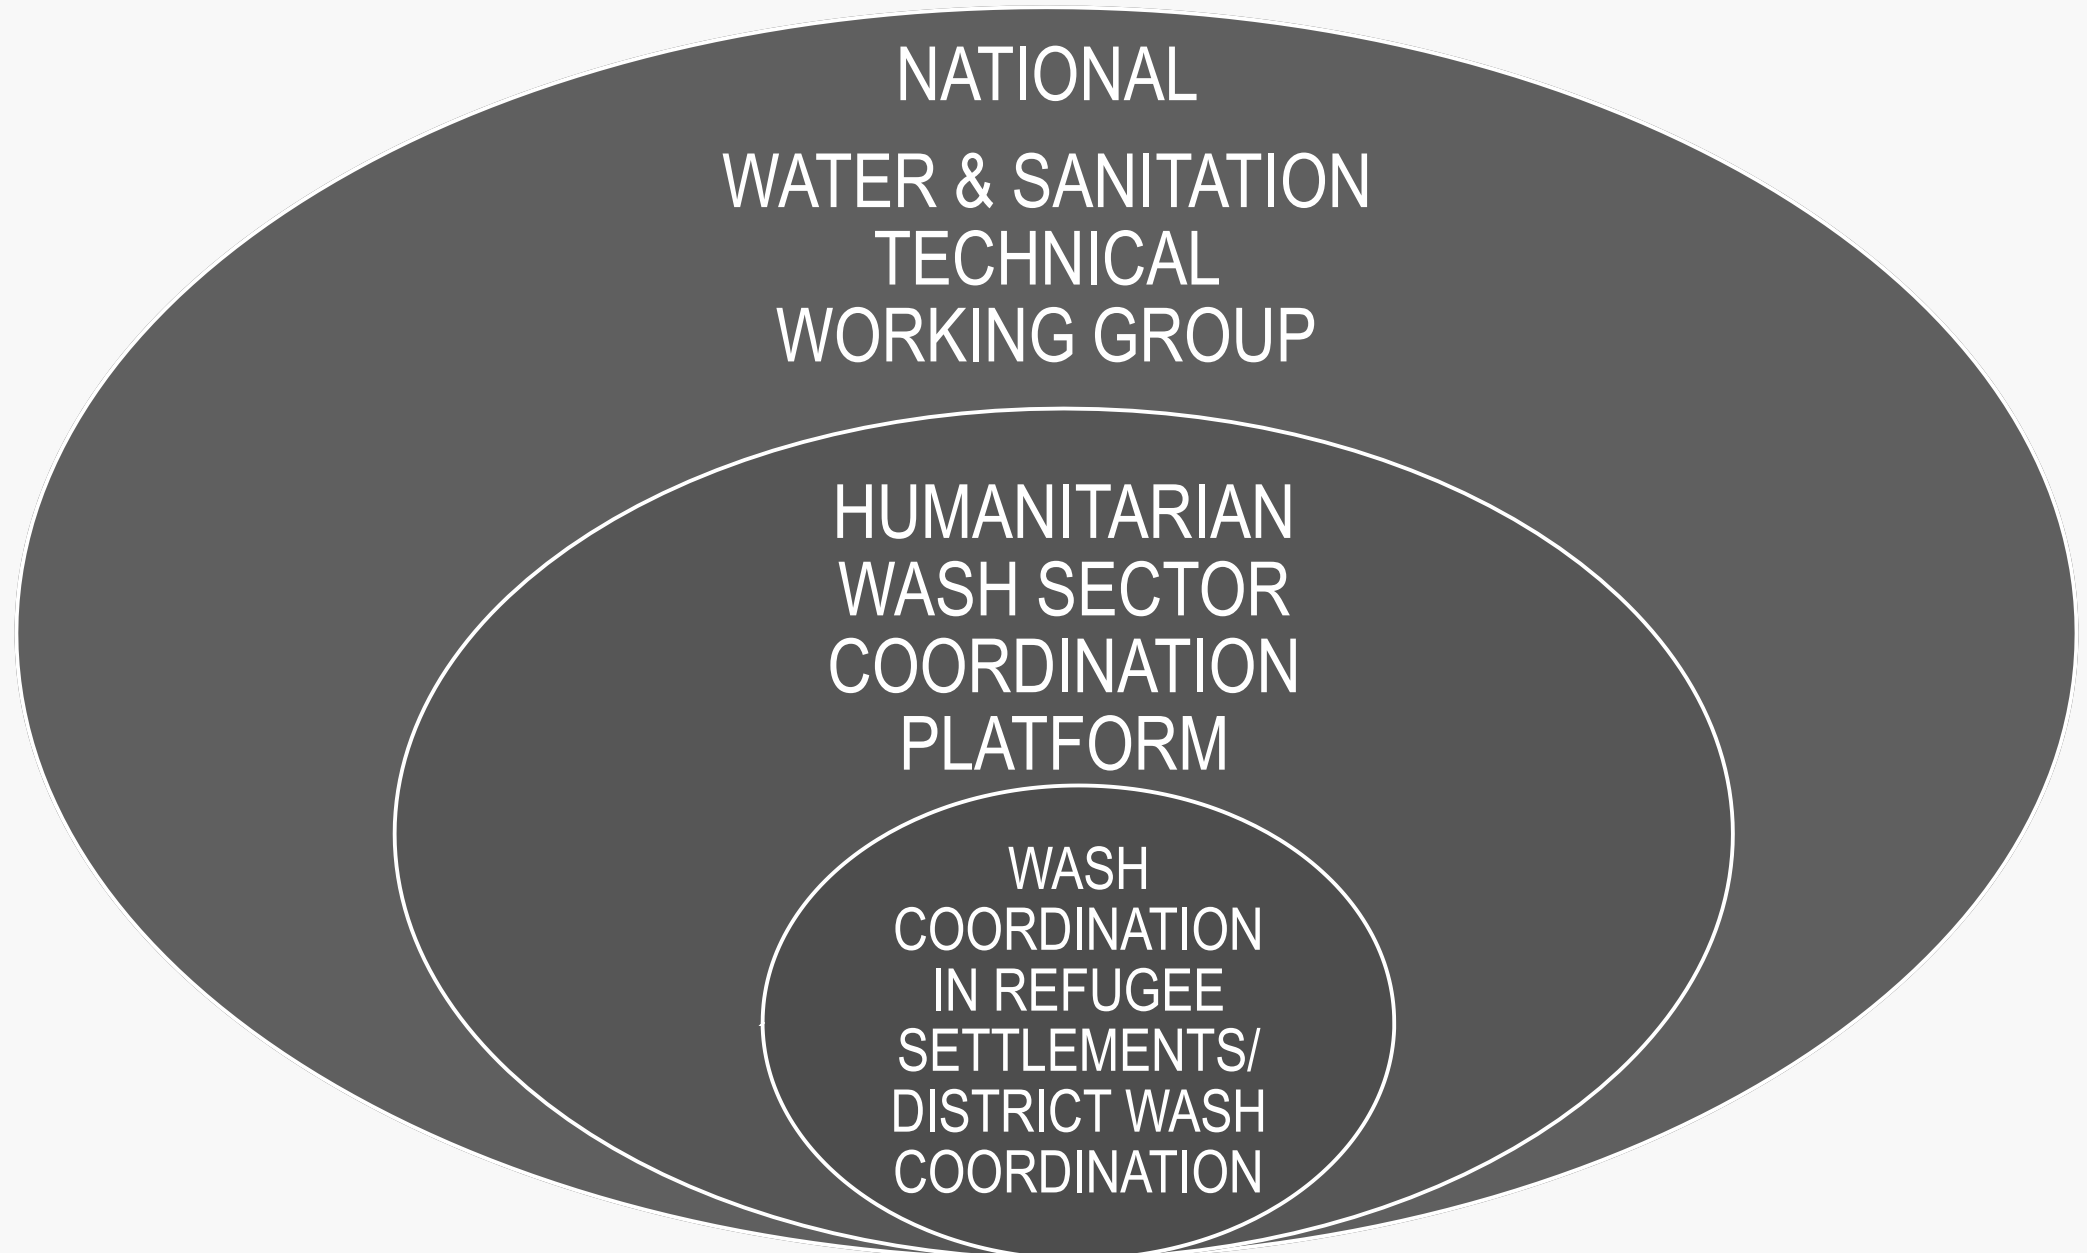 NATIONAL
WATER & SANITATION
TECHNICAL
WORKING GROUP
HUMANITARIAN
WASH SECTOR
COORDINATION
PLATFORM
WASH
COORDINATION
IN REFUGEE
SETTLEMENTS/
DISTRICT WASH
COORDINATION